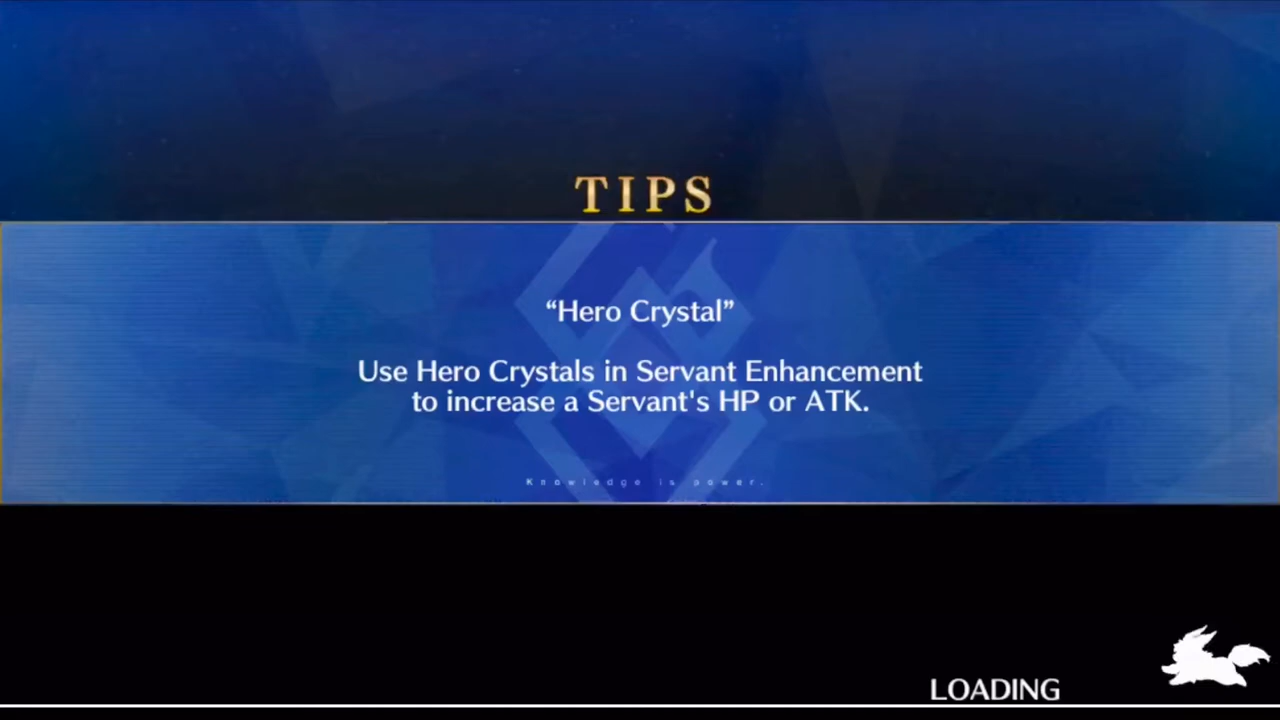 TIPS
“Hero Crystal”
Use Hero Crystals in Servant Enhancement
to increase a Servant's HP or ATK.
Knowledge is power.
LOADING